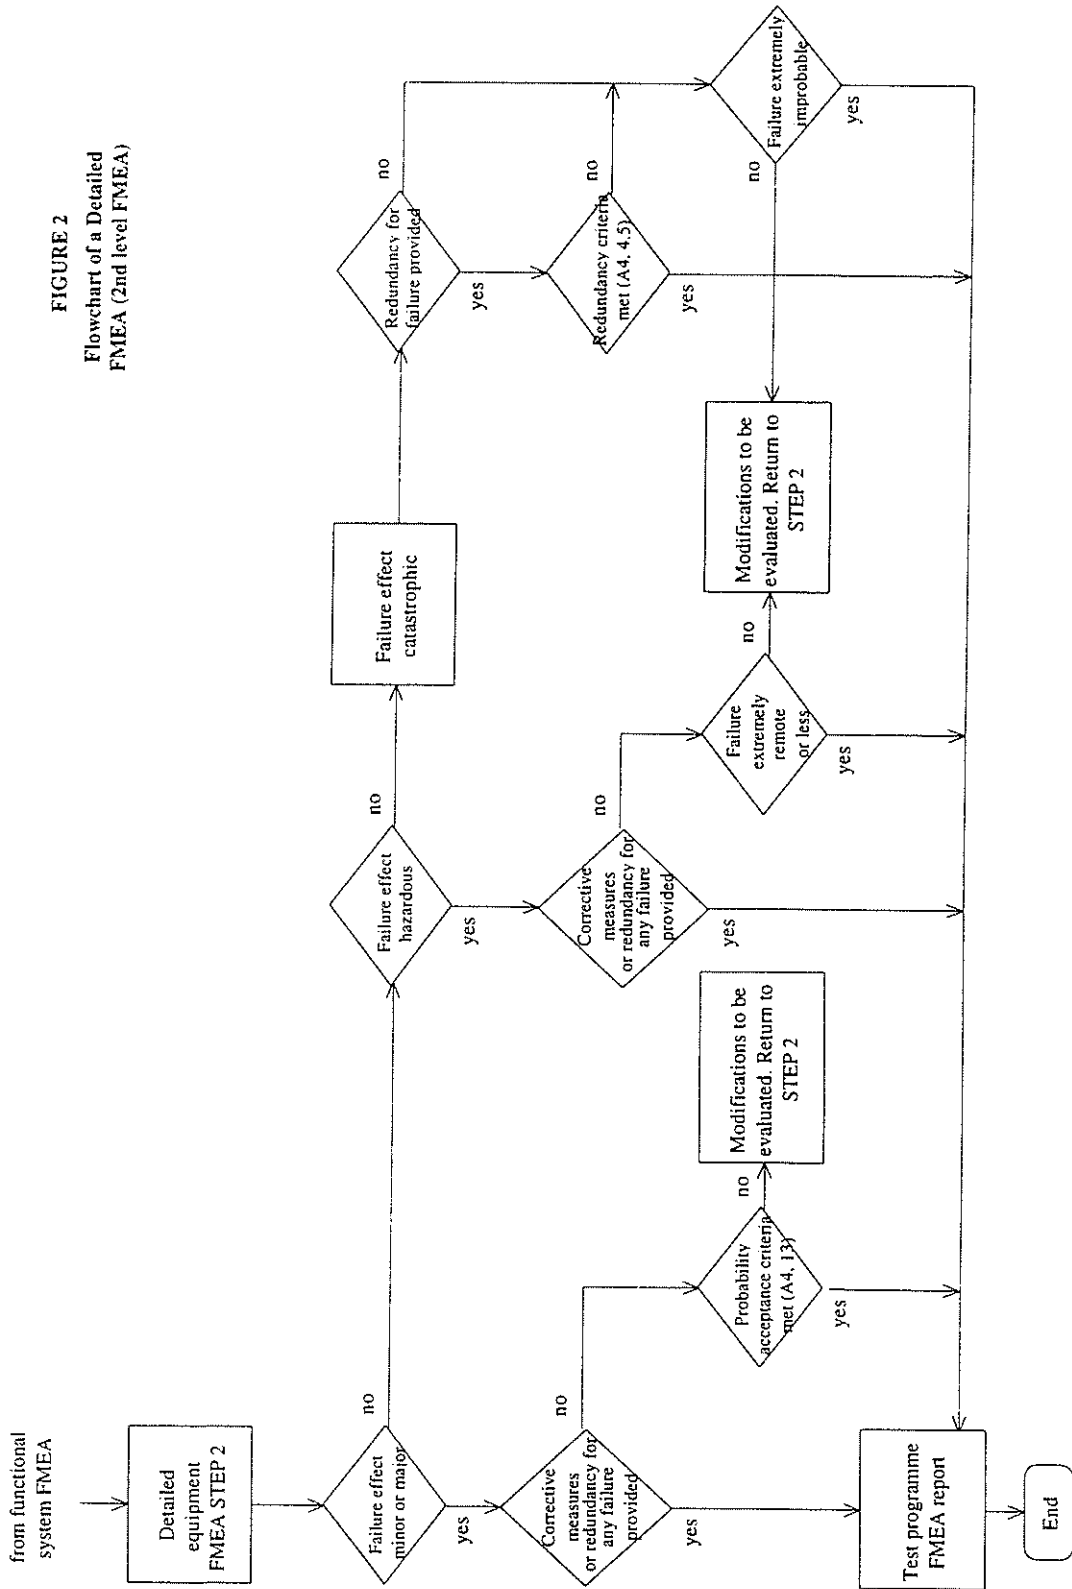 FIGURE 2
Flowchart of a Detailed
FMEA (2nd level FMEA)
from functional
system FMEA
Detailed
equipment
FMEA STEP 2
Failure effect
minor or major
no
yes
Corrective
measures
or redundancy for
any failure
provided
no
yes
Probability
acceptance criteria
met (A4, 13)
no
yes
Modifications to be
evaluated. Return to
STEP 2
Failure effect
hazardous
no
yes
Corrective
measures
or redundancy for
any failure
provided
no
yes
Failure
extremely
remote
or less
no
yes
Modifications to be
evaluated. Return to
STEP 2
Failure effect
catastrophic
Redundancy for
failure provided
no
yes
Redundancy criteria
met (A4, 4.5)
no
yes
Failure extremely
improbable
no
yes
Test programme
FMEA report
End